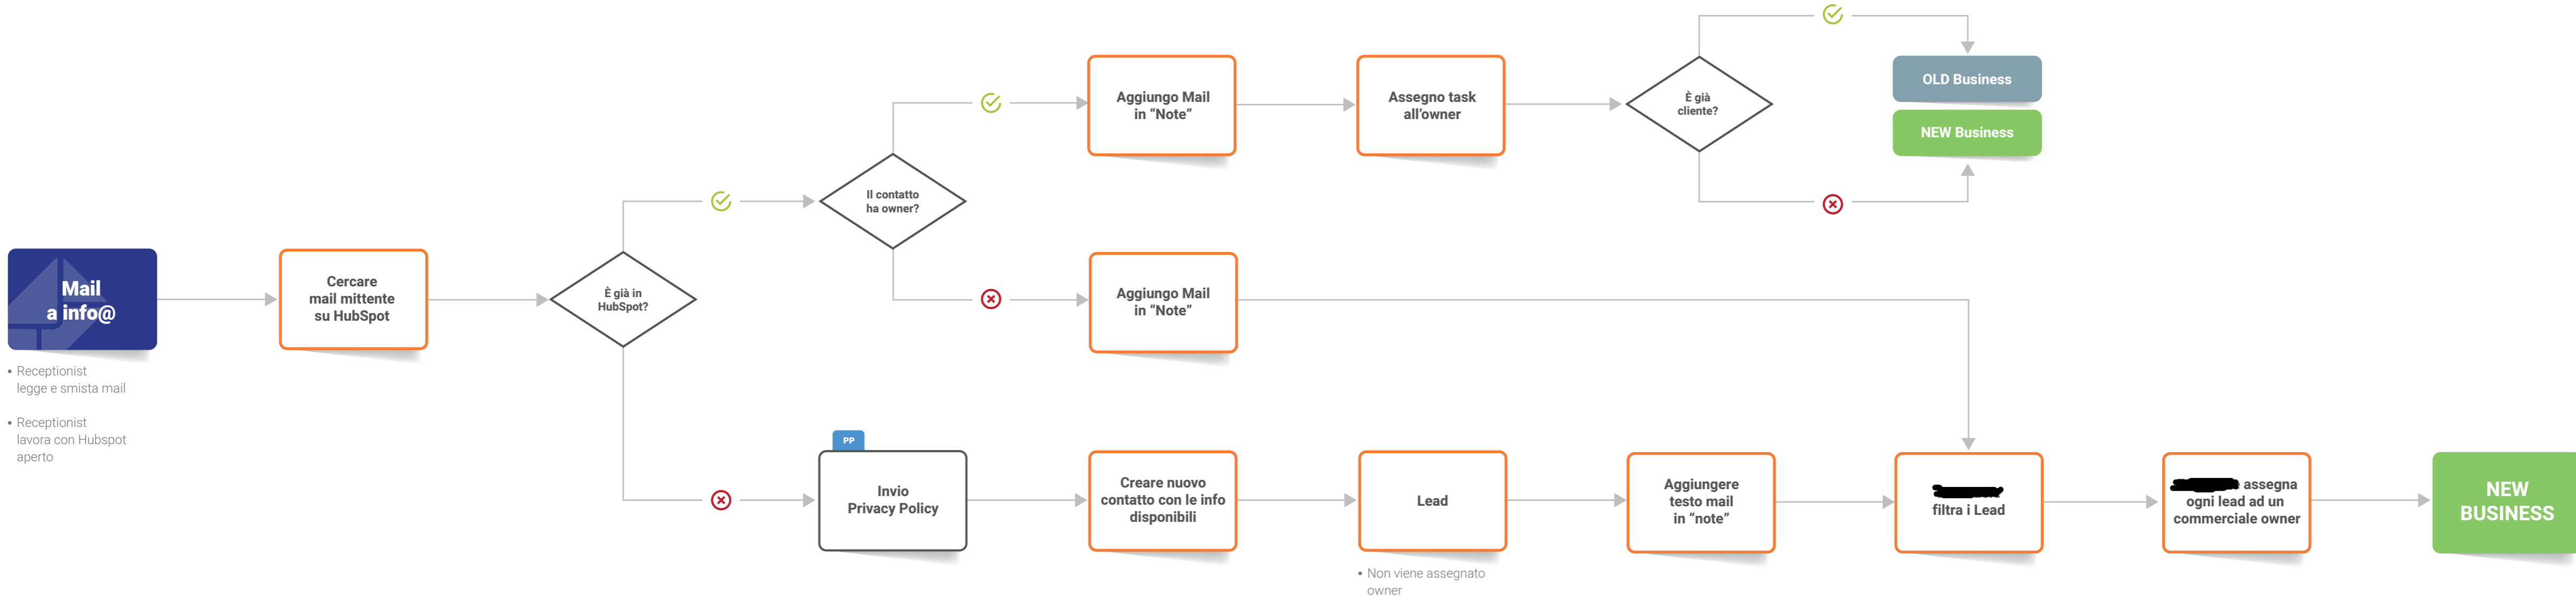 Mail
a info@
• Receptionist
legge e smista mail
• Receptionist
lavora con Hubspot
aperto
Cercare
mail mittente
su HubSpot
È già in
HubSpot?
Il contatto
ha owner?
Aggiungo Mail
in “Note”
Assegno task
all’owner
È già
cliente?
OLD Business
NEW Business
Aggiungo Mail
in “Note”
PP
Invio
Privacy Policy
Creare nuovo
contatto con le info
disponibili
Lead
• Non viene assegnato
owner
Aggiungere
testo mail
in “note”
filtra i Lead
assegna
ogni lead ad un
commerciale owner
NEW
BUSINESS